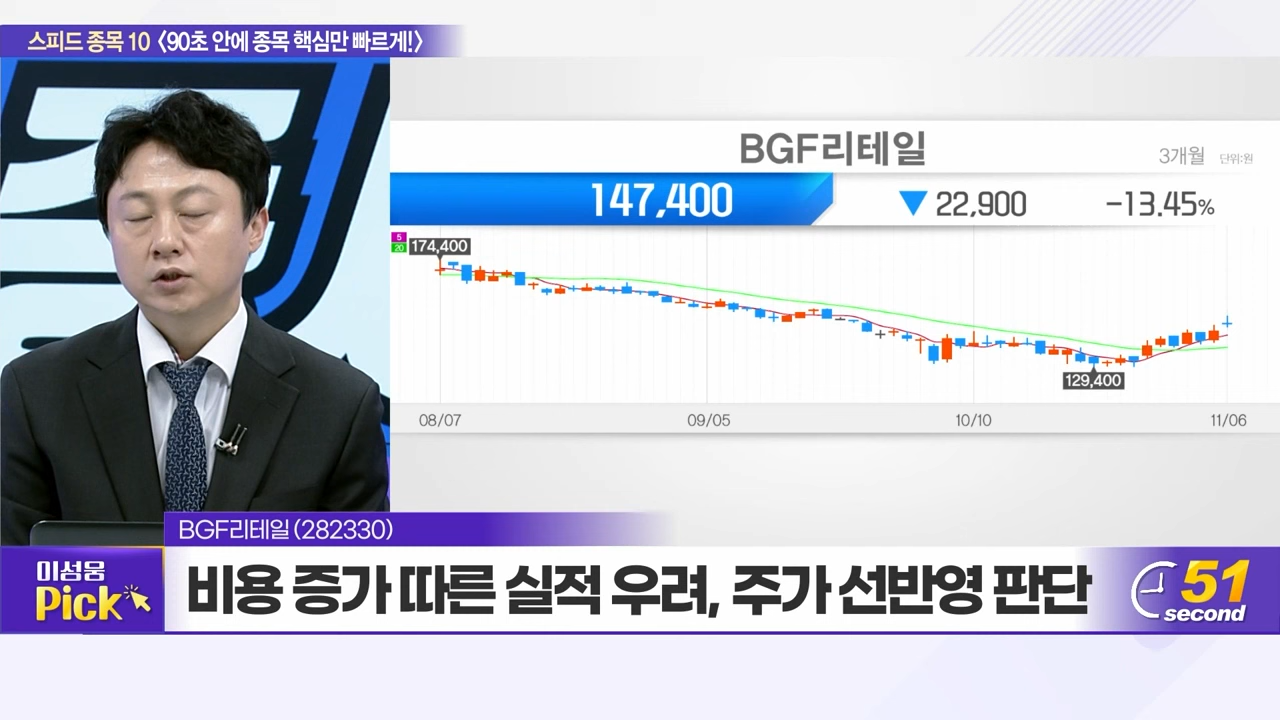 스피드 종목 10 〈90초 안에 종목 핵심만 빠르게!〉
BGF리테일
3개월 단위:원
147,400 ▼ 22,900 -13.45%
5
20
174,400
129,400
08/07 09/05 10/10 11/06
BGF리테일(282330)
이성웅
Pick
비용 증가 따른 실적 우려, 주가 선반영 판단
51
second